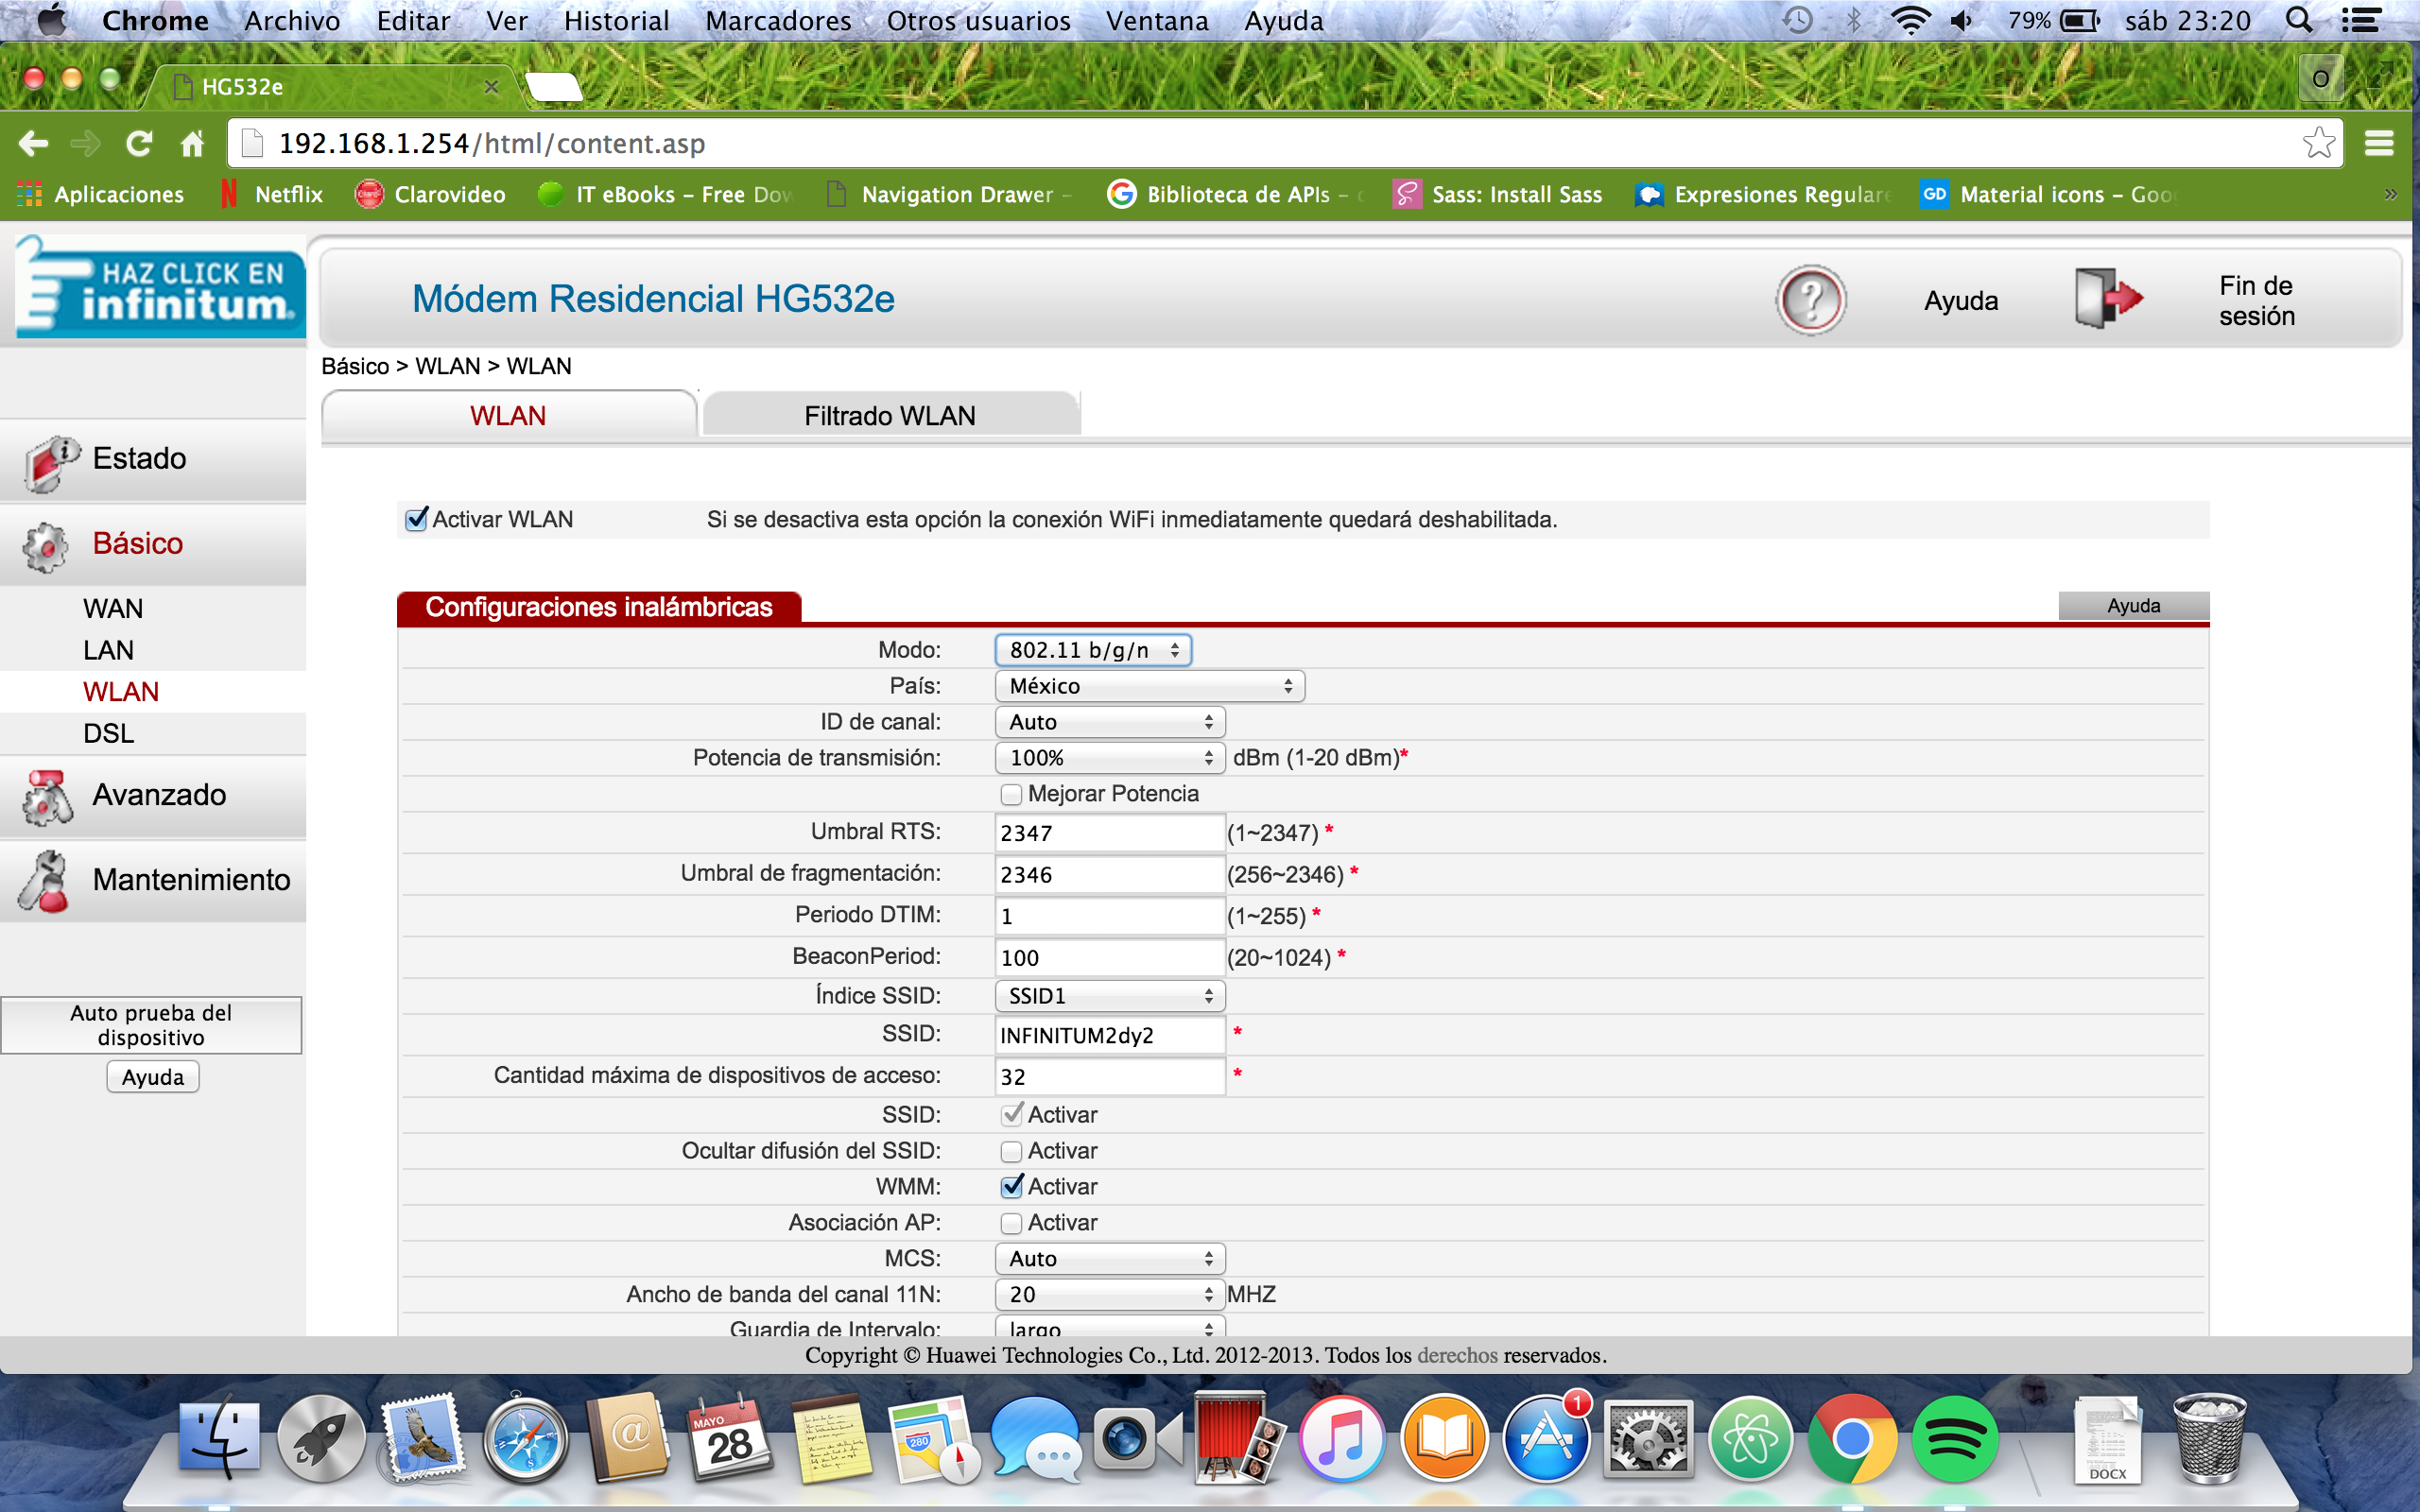 Chrome Archivo Editar Ver Historial Marcadores Otros usuarios Ventana Ayuda 79% sáb 23:20
HG532e
192.168.1.254/html/content.asp
Aplicaciones Netflix Clarovideo IT eBooks – Free Dow Navigation Drawer – Biblioteca de APIs – Sass: Install Sass Expresiones Regulare GD Material icons – Goo »
HAZ CLICK EN
infinitum.
Módem Residencial HG532e
Ayuda
Fin de
sesión
Básico > WLAN > WLAN
WLAN
Filtrado WLAN
Estado
Básico
WAN
LAN
WLAN
DSL
Avanzado
Mantenimiento
Auto prueba del
dispositivo
Ayuda
Activar WLAN Si se desactiva esta opción la conexión WiFi inmediatamente quedará deshabilitada.
Configuraciones inalámbricas
Ayuda
Modo: 802.11 b/g/n
País: México
ID de canal: Auto
Potencia de transmisión: 100% dBm (1-20 dBm)*
Mejorar Potencia
Umbral RTS: 2347 (1~2347) *
Umbral de fragmentación: 2346 (256~2346) *
Periodo DTIM: 1 (1~255) *
BeaconPeriod: 100 (20~1024) *
Índice SSID: SSID1
SSID: INFINITUM2dy2 *
Cantidad máxima de dispositivos de acceso: 32 *
SSID: Activar
Ocultar difusión del SSID: Activar
WMM: Activar
Asociación AP: Activar
MCS: Auto
Ancho de banda del canal 11N: 20 MHZ
Guardia de Intervalo: largo
Copyright © Huawei Technologies Co., Ltd. 2012-2013. Todos los derechos reservados.
MAYO
28
280
1
DOCX